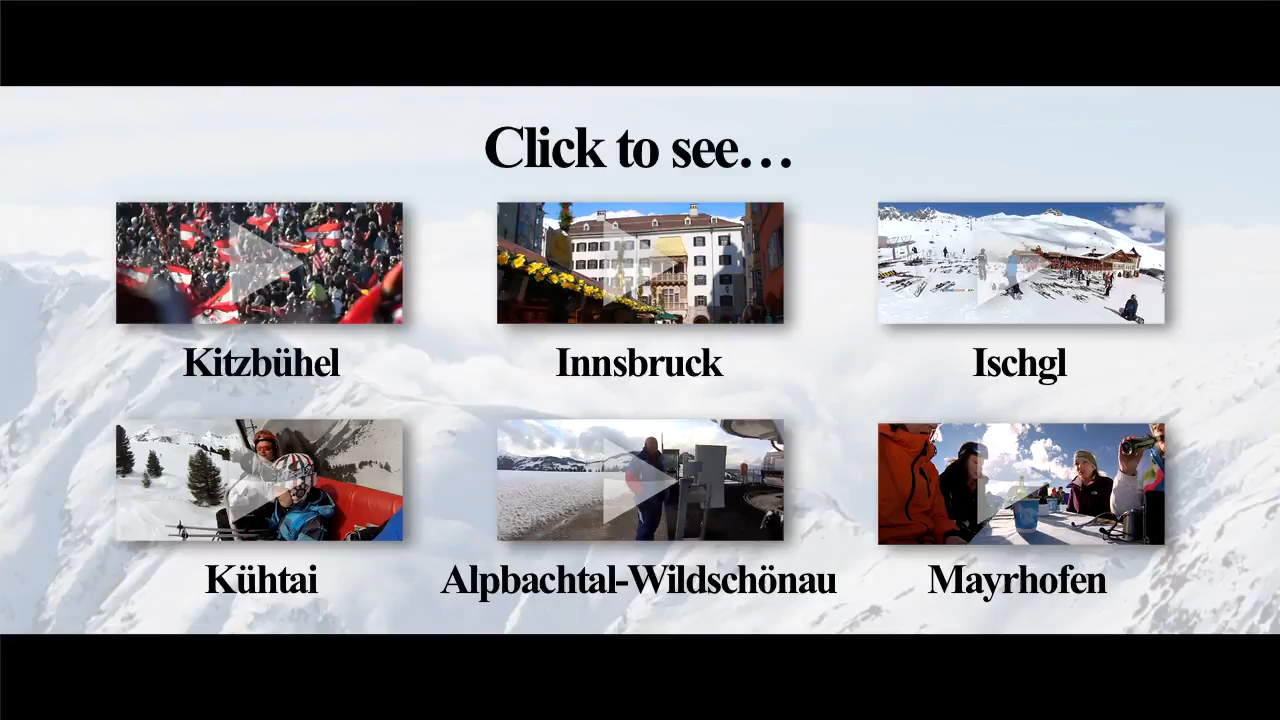 Click to see…
Kitzbühel
Innsbruck
Ischgl
Kühtai
Alpbachtal-Wildschönau
Mayrhofen